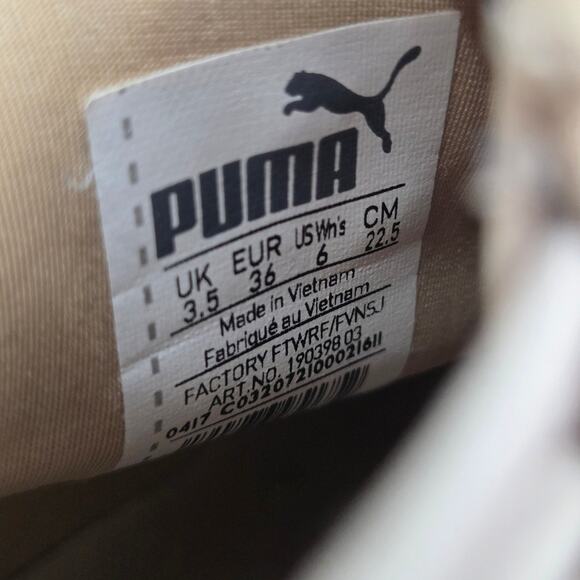 PUMA
UK EUR US Wn's CM
3.5 36 6 22.5
Made in Vietnam
Fabriqué au Vietnam
FACTORY FTWRF/FVNSJ
ART.NO. 190398 03
0417 C032072100021611